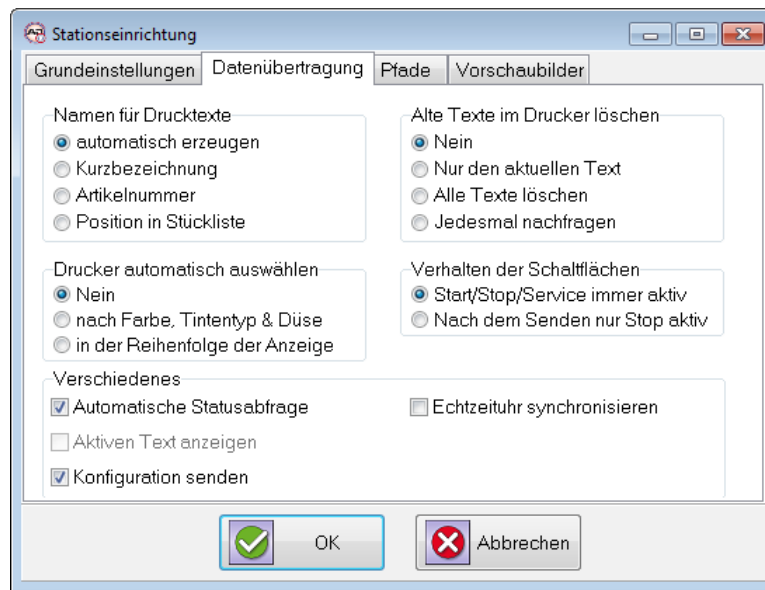 Stationseinrichtung
Grundeinstellungen Datenübertragung Pfade Vorschaubilder
Namen für Drucktexte
automatisch erzeugen
Kurzbezeichnung
Artikelnummer
Position in Stückliste
Alte Texte im Drucker löschen
Nein
Nur den aktuellen Text
Alle Texte löschen
Jedesmal nachfragen
Drucker automatisch auswählen
Nein
nach Farbe, Tintentyp & Düse
in der Reihenfolge der Anzeige
Verhalten der Schaltflächen
Start/Stop/Service immer aktiv
Nach dem Senden nur Stop aktiv
Verschiedenes
Automatische Statusabfrage
Echtzeituhr synchronisieren
Aktiven Text anzeigen
Konfiguration senden
OK
Abbrechen